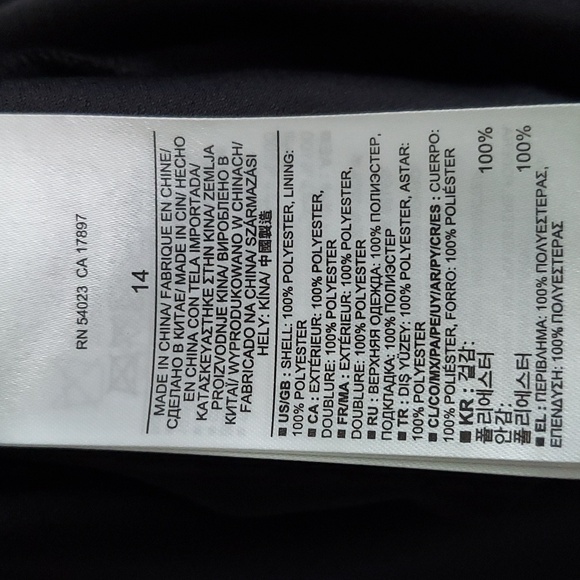 RN 54023 CA 17897
14
MADE IN CHINA/ FABRIQUE EN CHINE/
СДЕЛАНО В КИТАЕ/ MADE IN CIN/ HECHO
EN CHINA CON TELA IMPORTADA/
ΚΑΤΑΣΚΕΥΑΣΤΗΚΕ ΣΤΗΝ ΚΙΝΑ/ ZEMLJA
PROIZVODNJE KINA/ ВИРОБЛЕНО В
КИТАЇ/ WYPRODUKOWANO W CHINACH/
FABRICADO NA CHINA/ SZÁRMAZÁSI
HELY: KÍNA/ 中國製造
■ US/GB : SHELL: 100% POLYESTER, LINING:
100% POLYESTER
■ CA : EXTÉRIEUR: 100% POLYESTER,
DOUBLURE: 100% POLYESTER
■ FR/MA : EXTÉRIEUR: 100% POLYESTER,
DOUBLURE: 100% POLYESTER
■ RU : ВЕРХНЯЯ ОДЕЖДА: 100% ПОЛИЭСТЕР,
ПОДКЛАДКА: 100% ПОЛИЭСТЕР
■ TR : DIŞ YÜZEY: 100% POLYESTER, ASTAR:
100% POLYESTER
■ CL/CO/MX/PA/PE/UY/AR/PY/CR/ES : CUERPO:
100% POLIÉSTER, FORRO: 100% POLIÉSTER
■ KR : 겉감:
폴리에스터 100%
안감:
폴리에스터 100%
■ EL : ΠΕΡΙΒΛΗΜΑ: 100% ΠΟΛΥΕΣΤΕΡΑΣ,
ΕΠΕΝΔΥΣΗ: 100% ΠΟΛΥΕΣΤΕΡΑΣ